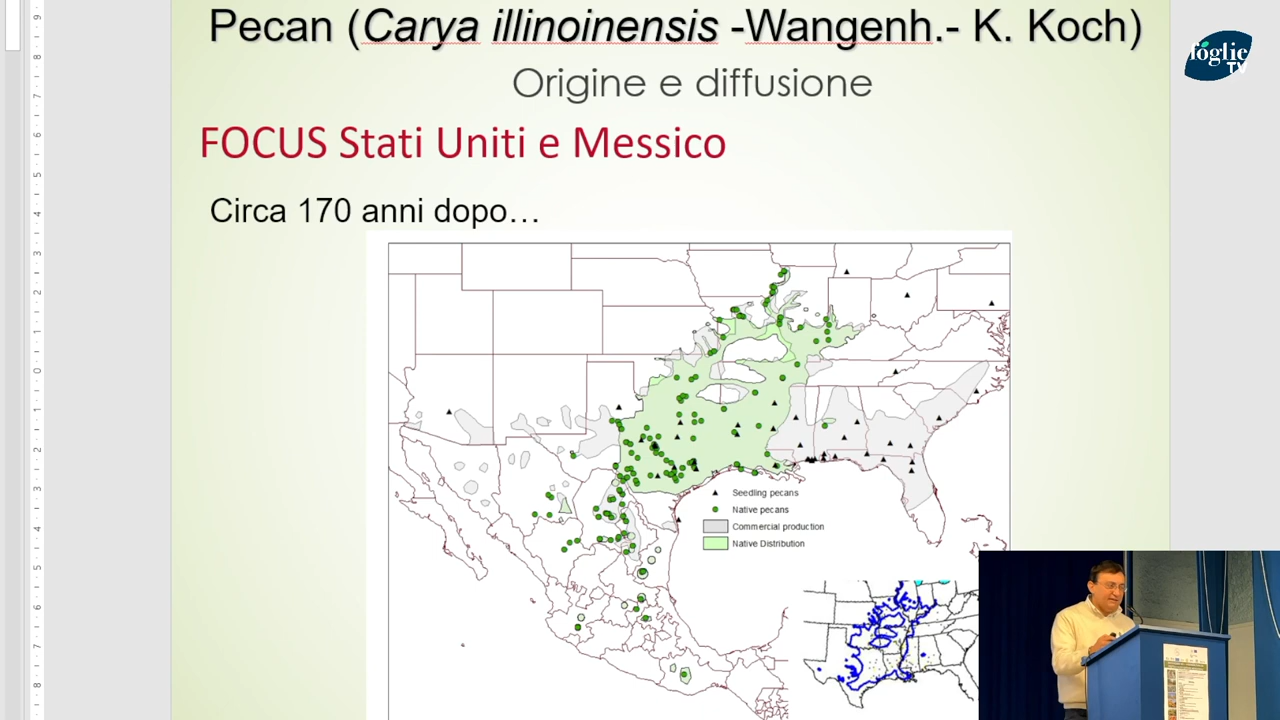 Pecan (Carya illinoinensis -Wangenh.- K. Koch)
foglie
TV
Origine e diffusione
FOCUS Stati Uniti e Messico
Circa 170 anni dopo…
Seedling pecans
Native pecans
Commercial production
Native Distribution